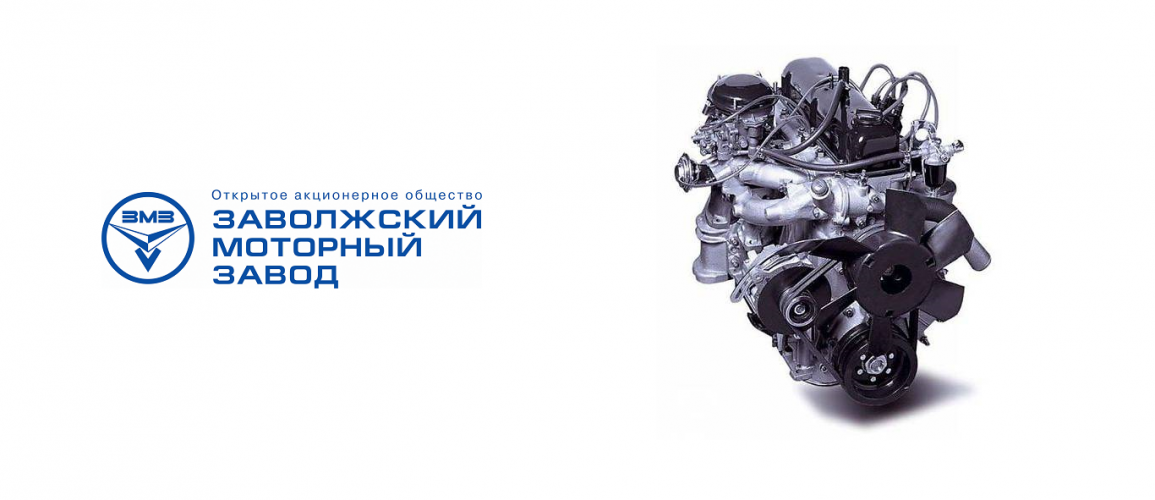 ЗМЗ
Открытое акционерное общество
ЗАВОЛЖСКИЙ
МОТОРНЫЙ
ЗАВОД